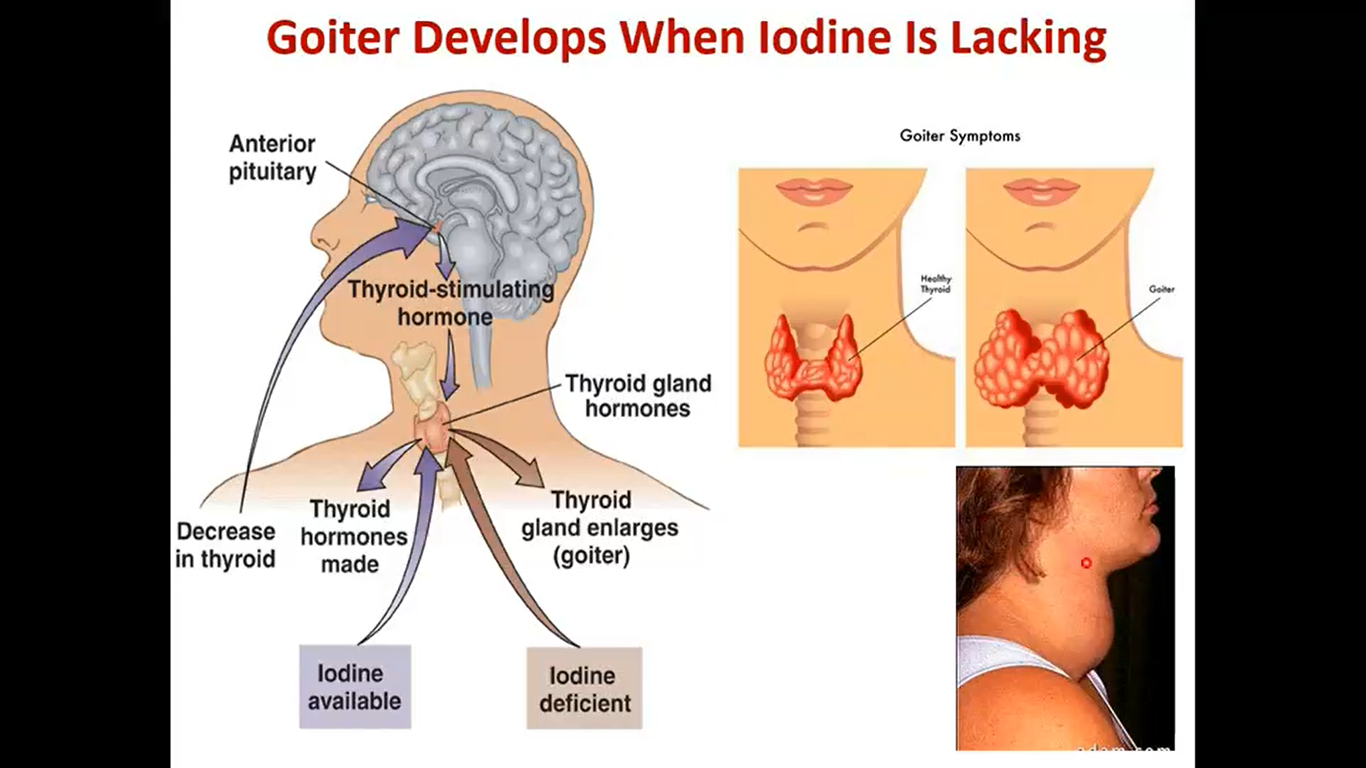 Goiter Develops When Iodine Is Lacking
Anterior
pituitary
Thyroid-stimulating
hormone
Thyroid gland
hormones
Decrease
in thyroid
Thyroid
hormones
made
Thyroid
gland enlarges
(goiter)
Iodine
available
Iodine
deficient
Goiter Symptoms
Healthy
Thyroid
Goiter
adam.com